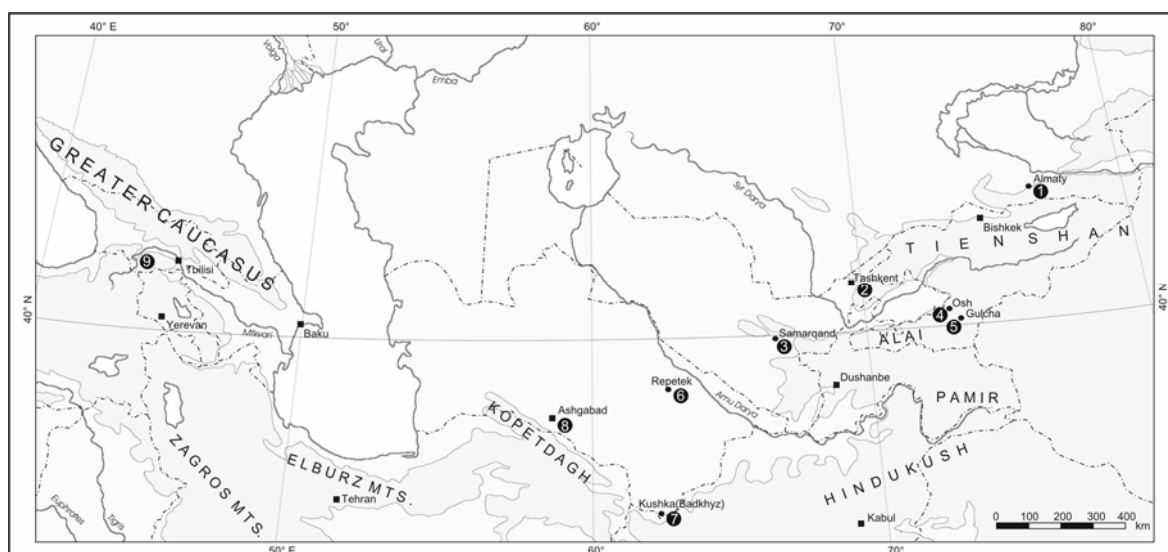 40° E
50°
60°
70°
80°
Volga
Ural
Emba
GREATER CAUCASUS
Syr Darya
Almaty
1
Bishkek
TIENSHAN
9
Tbilisi
Tashkent
2
40° N
40° N
Yerevan
Mtkvari
Baku
Osh
4
Gulcha
5
Samarqand
3
ALAI
Repetek
6
Amu Darya
Dushanbe
PAMIR
KOPETDAGH
Ashgabad
8
ZAGROS MTS.
ELBURZ MTS.
HINDUKUSH
Tehran
Kushka(Badkhyz)
7
Kabul
Euphrates
Tigris
0 100 200 300 400
km
50° E
60°
70°